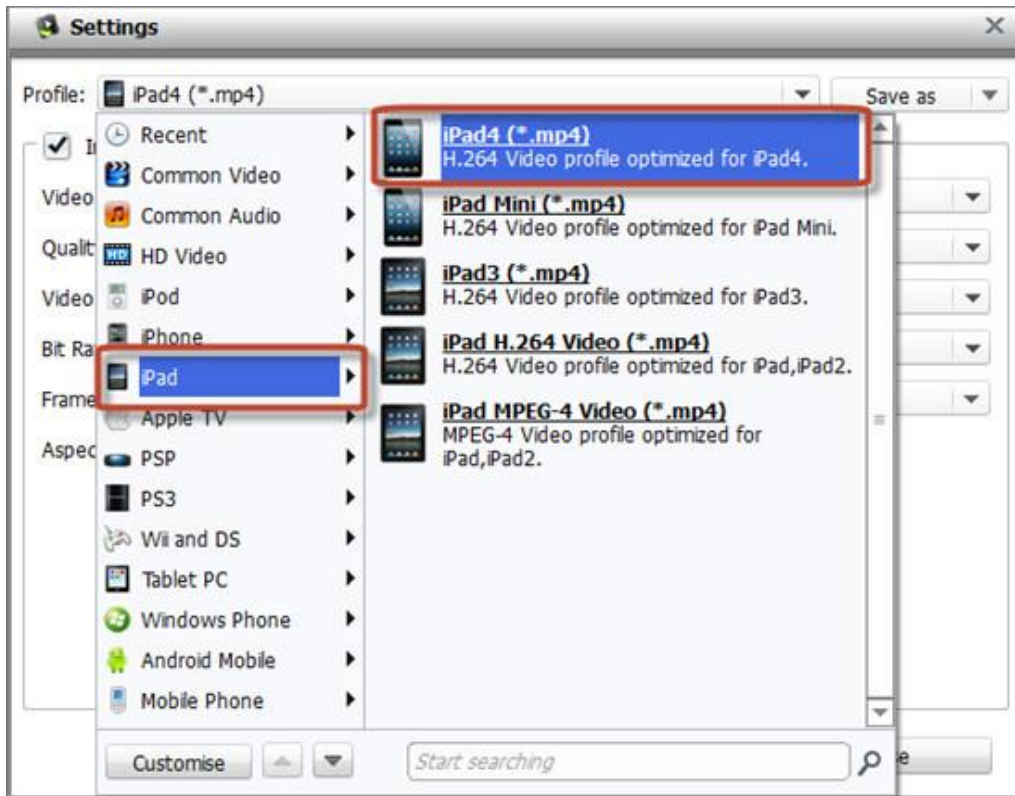 Settings
Profile: iPad4 (*.mp4) Save as
Recent
Common Video
Common Audio
HD Video
iPod
iPhone
iPad
Apple TV
PSP
PS3
Wii and DS
Tablet PC
Windows Phone
Android Mobile
Mobile Phone
Video
Video
Bit
Frame
iPad4 (*.mp4)
H.264 Video profile optimized for iPad4.
iPad Mini (*.mp4)
H.264 Video profile optimized for iPad Mini.
iPad3 (*.mp4)
H.264 Video profile optimized for iPad3.
iPad H.264 Video (*.mp4)
H.264 Video profile optimized for iPad,iPad2.
iPad MPEG-4 Video (*.mp4)
MPEG-4 Video profile optimized for
iPad,iPad2.
Customise
Start searching